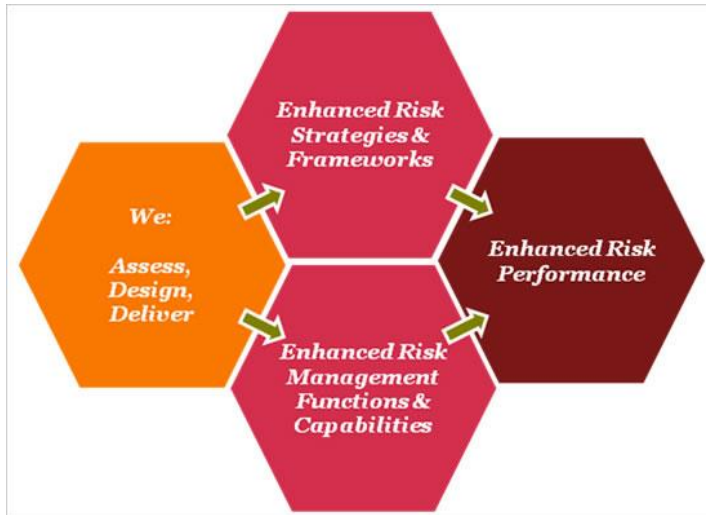 Enhanced Risk
Strategies &
Frameworks
We:
Assess,
Design,
Deliver
Enhanced Risk
Performance
Enhanced Risk
Management
Functions &
Capabilities